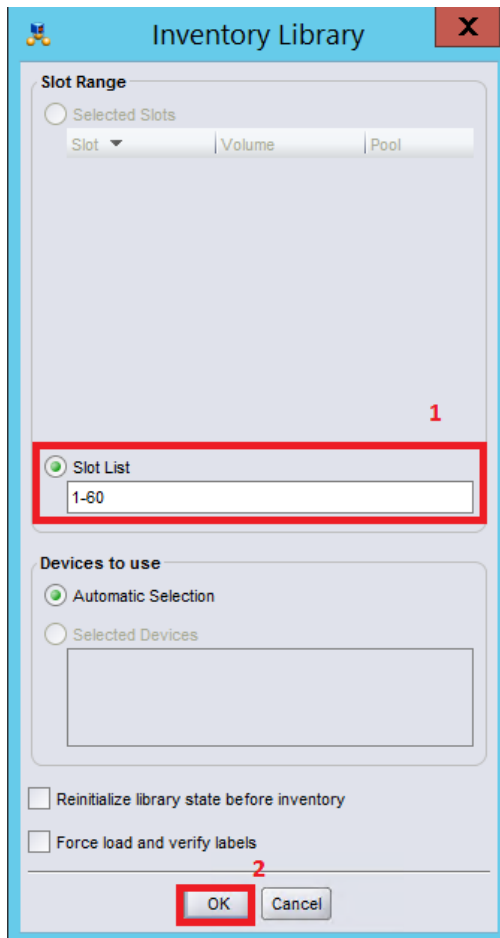 Inventory Library
X
Slot Range
Selected Slots
Slot Volume Pool
1
Slot List
1-60
Devices to use
Automatic Selection
Selected Devices
Reinitialize library state before inventory
Force load and verify labels
2
OK Cancel